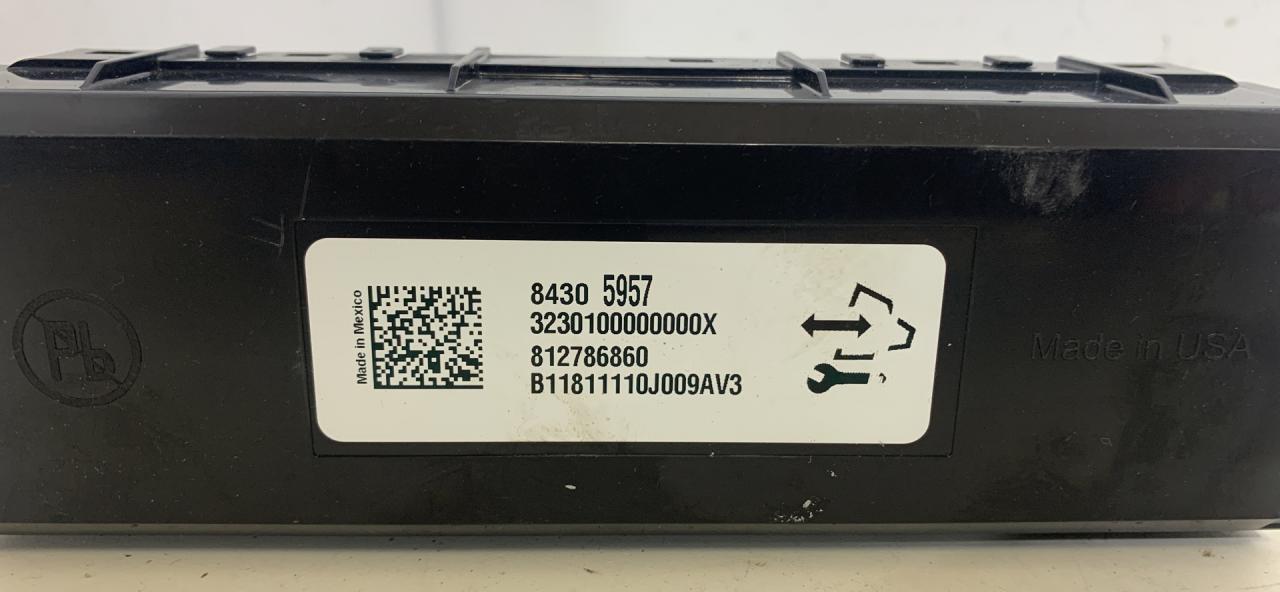 Pb
Made in Mexico
8430 5957
3230100000000X
812786860
B11811110J009AV3
Made in USA